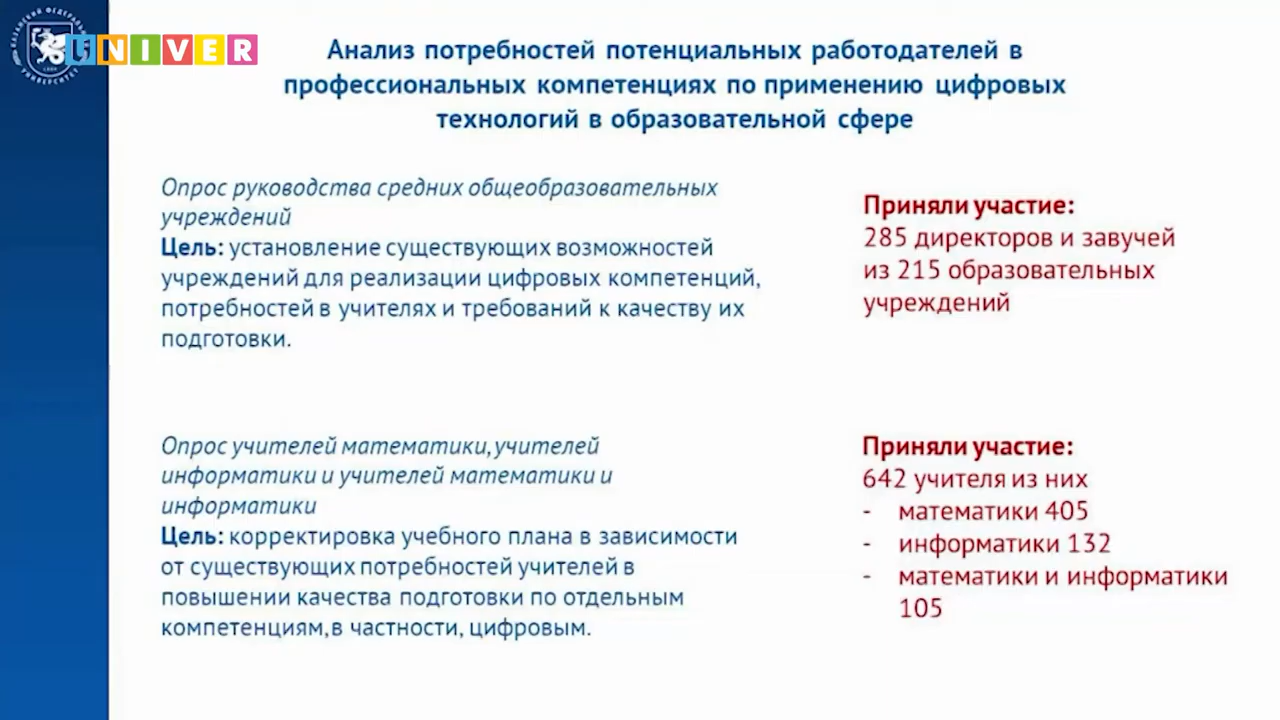 UNIVER
Анализ потребностей потенциальных работодателей в
профессиональных компетенциях по применению цифровых
технологий в образовательной сфере
Опрос руководства средних общеобразовательных
учреждений
Цель: установление существующих возможностей
учреждений для реализации цифровых компетенций,
потребностей в учителях и требований к качеству их
подготовки.
Приняли участие:
285 директоров и завучей
из 215 образовательных
учреждений
Опрос учителей математики, учителей
информатики и учителей математики и
информатики
Цель: корректировка учебного плана в зависимости
от существующих потребностей учителей в
повышении качества подготовки по отдельным
компетенциям, в частности, цифровым.
Приняли участие:
642 учителя из них
- математики 405
- информатики 132
- математики и информатики
105